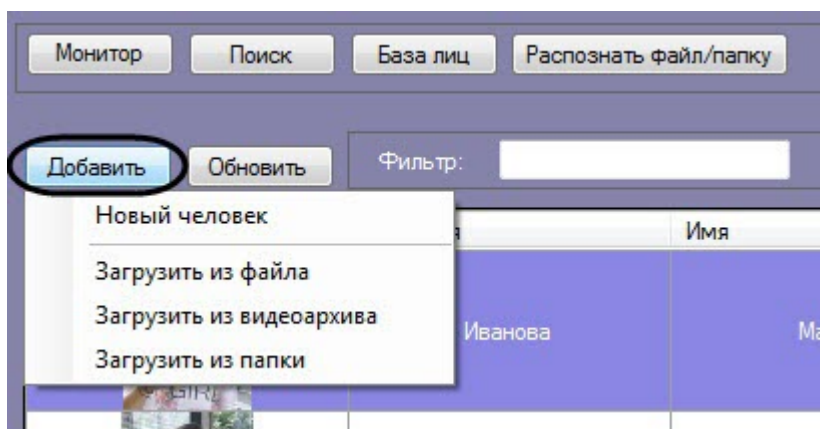 Монитор Поиск База лиц Распознать файл/папку
Добавить Обновить Фильтр:
Новый человек
Имя
Загрузить из файла
Загрузить из видеоархива
Иванова
Загрузить из папки
GIRL